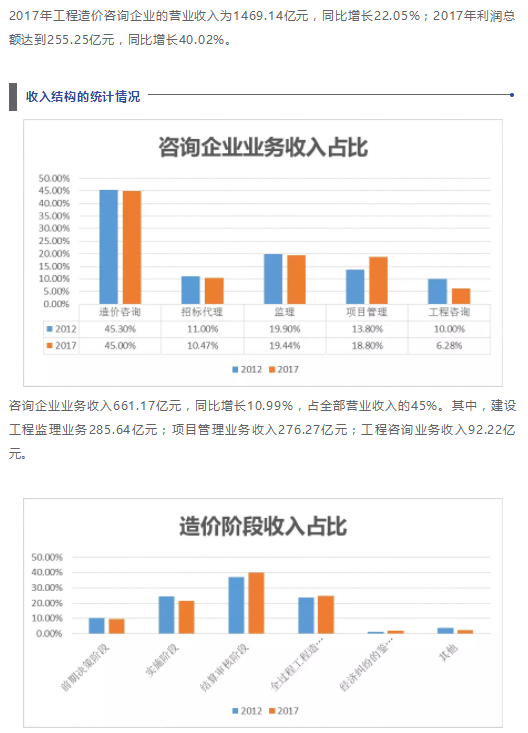 2017年工程造价咨询企业的营业收入为1469.14亿元，同比增长22.05%；2017年利润总
额达到255.25亿元，同比增长40.02%。
收入结构的统计情况
咨询企业业务收入占比
50.00%
45.00%
40.00%
35.00%
30.00%
25.00%
20.00%
15.00%
10.00%
5.00%
0.00%
造价咨询 招标代理 监理 项目管理 工程咨询
2012 45.30% 11.00% 19.90% 13.80% 10.00%
2017 45.00% 10.47% 19.44% 18.80% 6.28%
2012 2017
咨询企业业务收入661.17亿元，同比增长10.99%，占全部营业收入的45%。其中，建设
工程监理业务285.64亿元；项目管理业务收入276.27亿元；工程咨询业务收入92.22亿
元。
造价阶段收入占比
50.00%
40.00%
30.00%
20.00%
10.00%
0.00%
前期决策阶段
实施阶段
结算审核阶段
全过程工程造…
经济纠纷的鉴…
其他
2012 2017